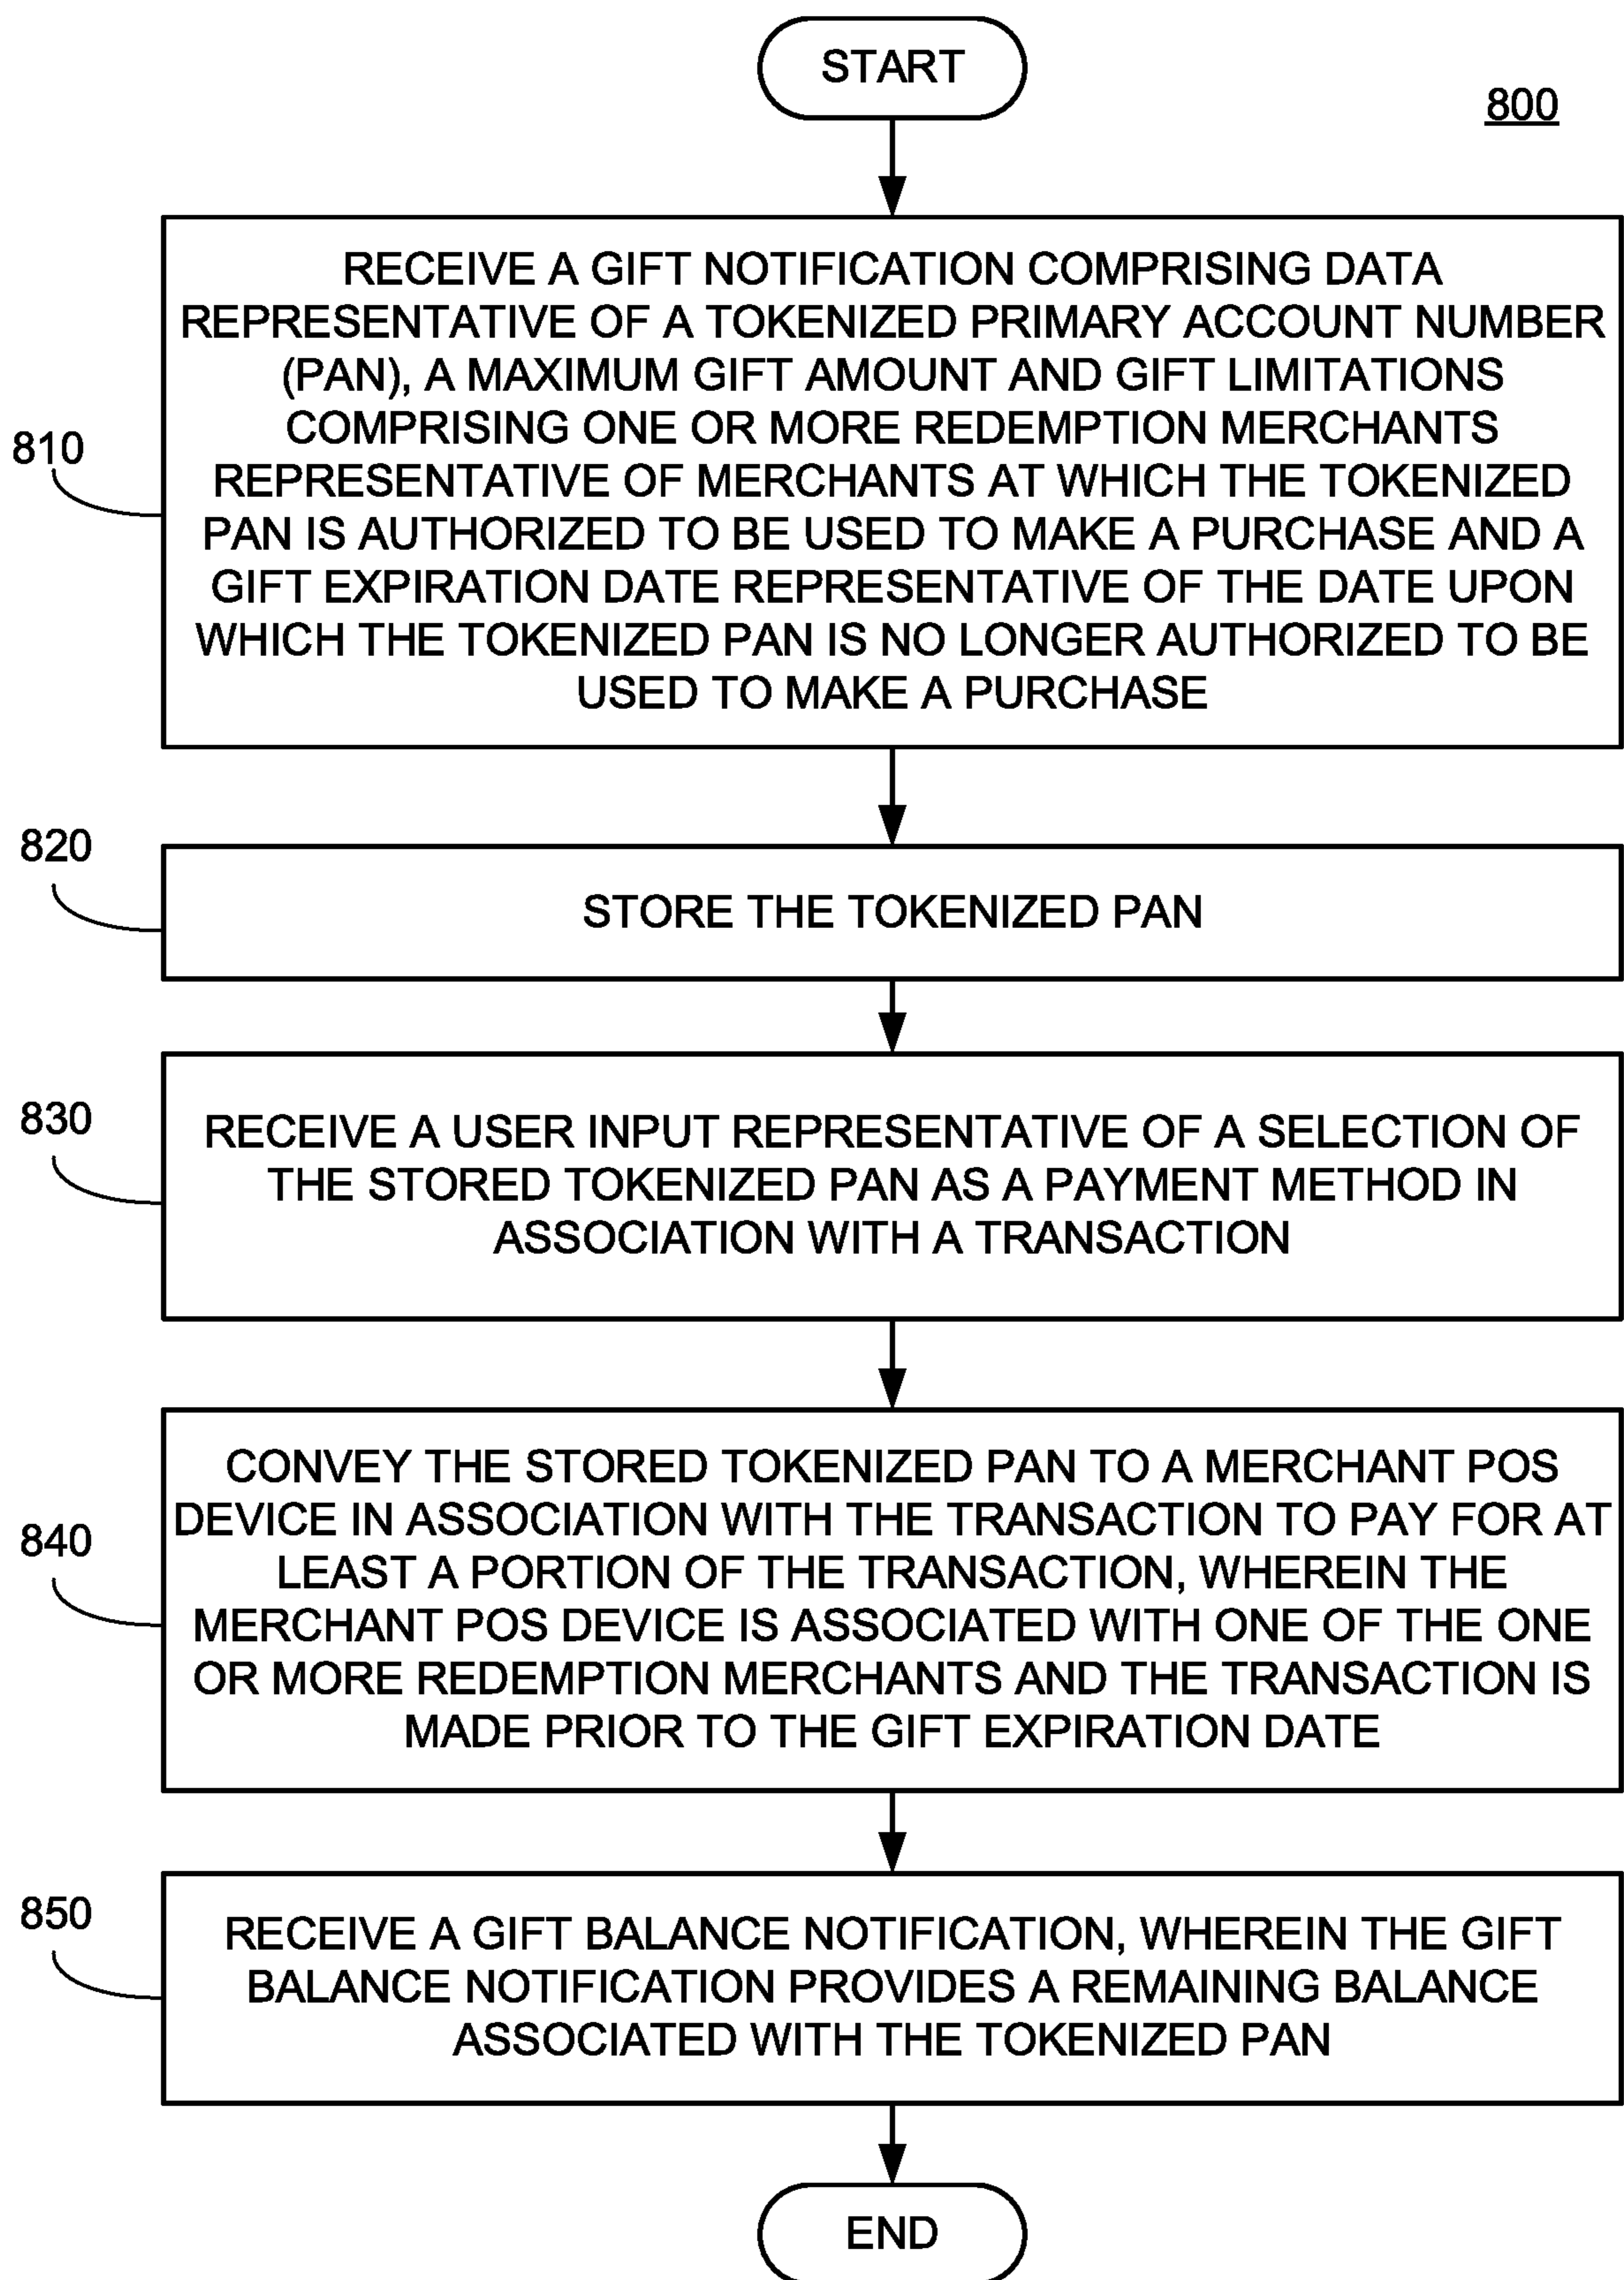 START
800
RECEIVE A GIFT NOTIFICATION COMPRISING DATA
REPRESENTATIVE OF A TOKENIZED PRIMARY ACCOUNT NUMBER
(PAN), A MAXIMUM GIFT AMOUNT AND GIFT LIMITATIONS
COMPRISING ONE OR MORE REDEMPTION MERCHANTS
REPRESENTATIVE OF MERCHANTS AT WHICH THE TOKENIZED
PAN IS AUTHORIZED TO BE USED TO MAKE A PURCHASE AND A
GIFT EXPIRATION DATE REPRESENTATIVE OF THE DATE UPON
WHICH THE TOKENIZED PAN IS NO LONGER AUTHORIZED TO BE
USED TO MAKE A PURCHASE
810
820
STORE THE TOKENIZED PAN
830
RECEIVE A USER INPUT REPRESENTATIVE OF A SELECTION OF
THE STORED TOKENIZED PAN AS A PAYMENT METHOD IN
ASSOCIATION WITH A TRANSACTION
840
CONVEY THE STORED TOKENIZED PAN TO A MERCHANT POS
DEVICE IN ASSOCIATION WITH THE TRANSACTION TO PAY FOR AT
LEAST A PORTION OF THE TRANSACTION, WHEREIN THE
MERCHANT POS DEVICE IS ASSOCIATED WITH ONE OF THE ONE
OR MORE REDEMPTION MERCHANTS AND THE TRANSACTION IS
MADE PRIOR TO THE GIFT EXPIRATION DATE
850
RECEIVE A GIFT BALANCE NOTIFICATION, WHEREIN THE GIFT
BALANCE NOTIFICATION PROVIDES A REMAINING BALANCE
ASSOCIATED WITH THE TOKENIZED PAN
END